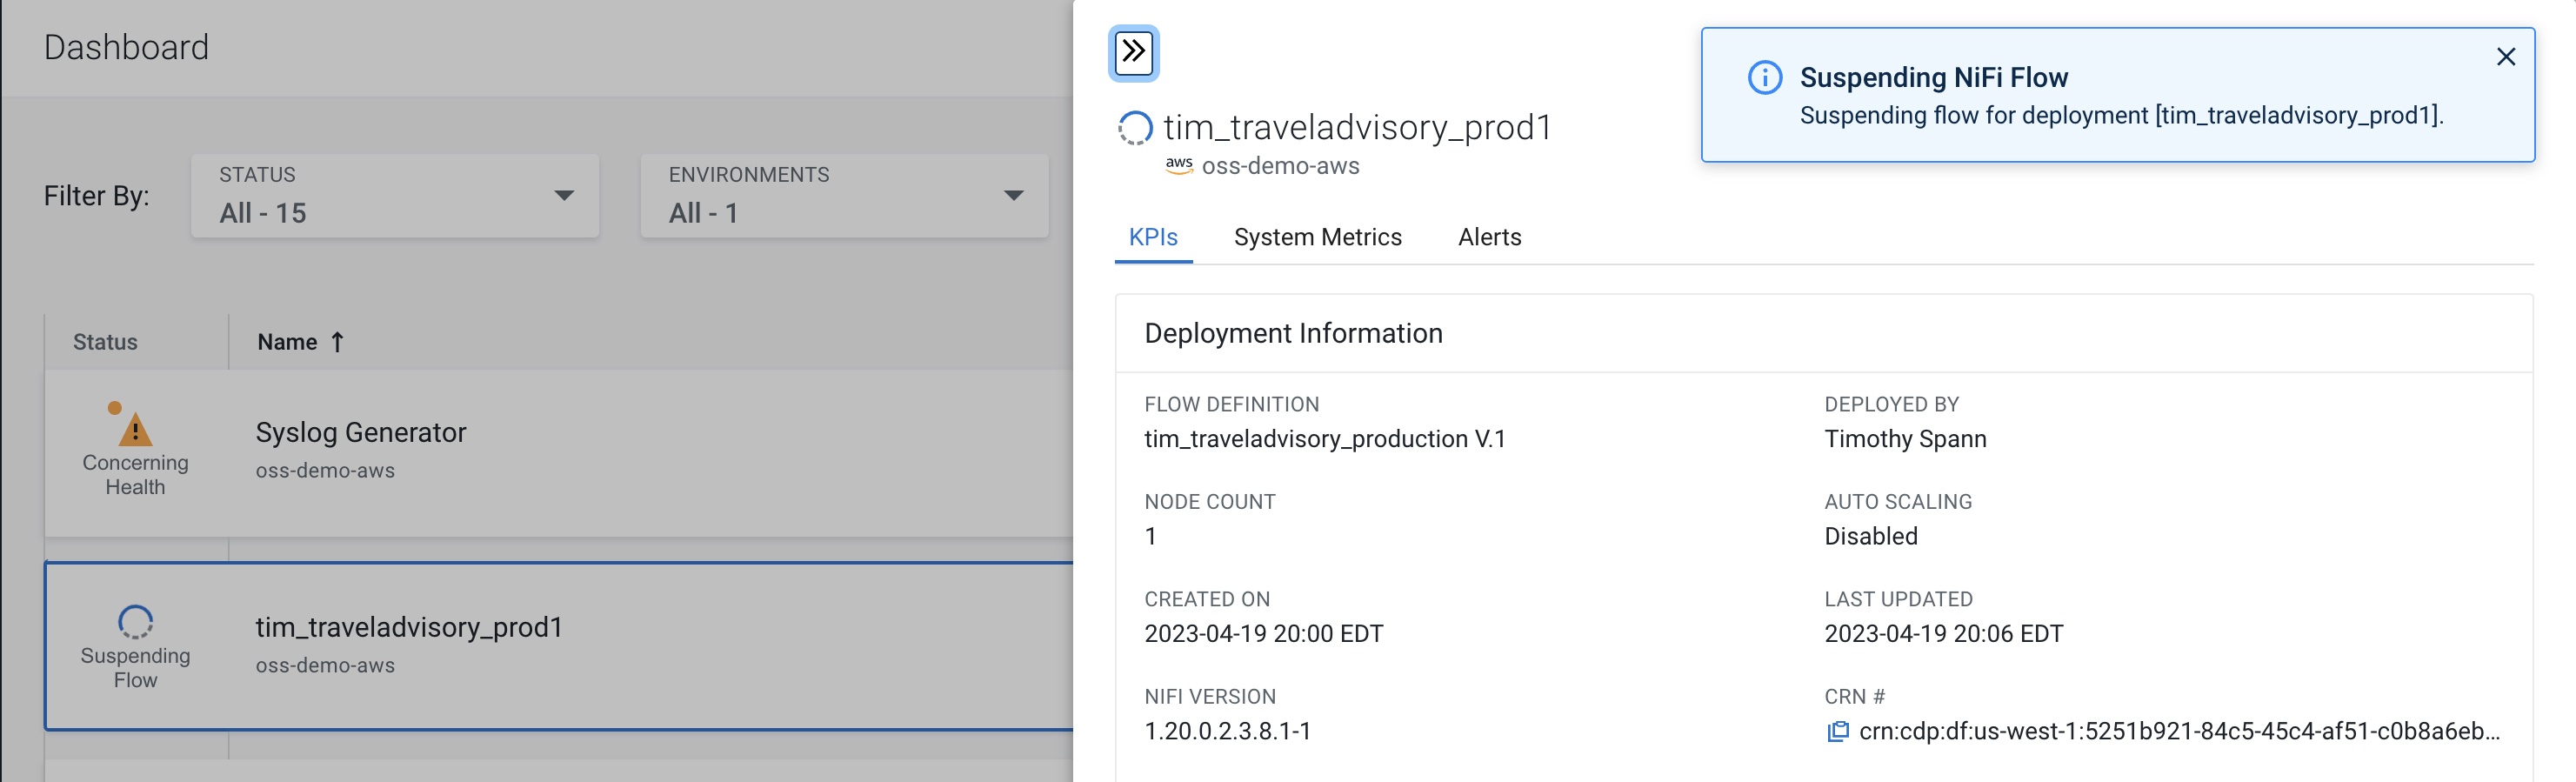 Dashboard
Filter By:
STATUS
All - 15
ENVIRONMENTS
All - 1
Status
Name ↑
Concerning
Health
Syslog Generator
oss-demo-aws
Suspending
Flow
tim_traveladvisory_prod1
oss-demo-aws
tim_traveladvisory_prod1
aws oss-demo-aws
Suspending NiFi Flow
Suspending flow for deployment [tim_traveladvisory_prod1].
KPIs
System Metrics
Alerts
Deployment Information
FLOW DEFINITION
tim_traveladvisory_production V.1
DEPLOYED BY
Timothy Spann
NODE COUNT
1
AUTO SCALING
Disabled
CREATED ON
2023-04-19 20:00 EDT
LAST UPDATED
2023-04-19 20:06 EDT
NIFI VERSION
1.20.0.2.3.8.1-1
CRN #
crn:cdp:df:us-west-1:5251b921-84c5-45c4-af51-c0b8a6eb...